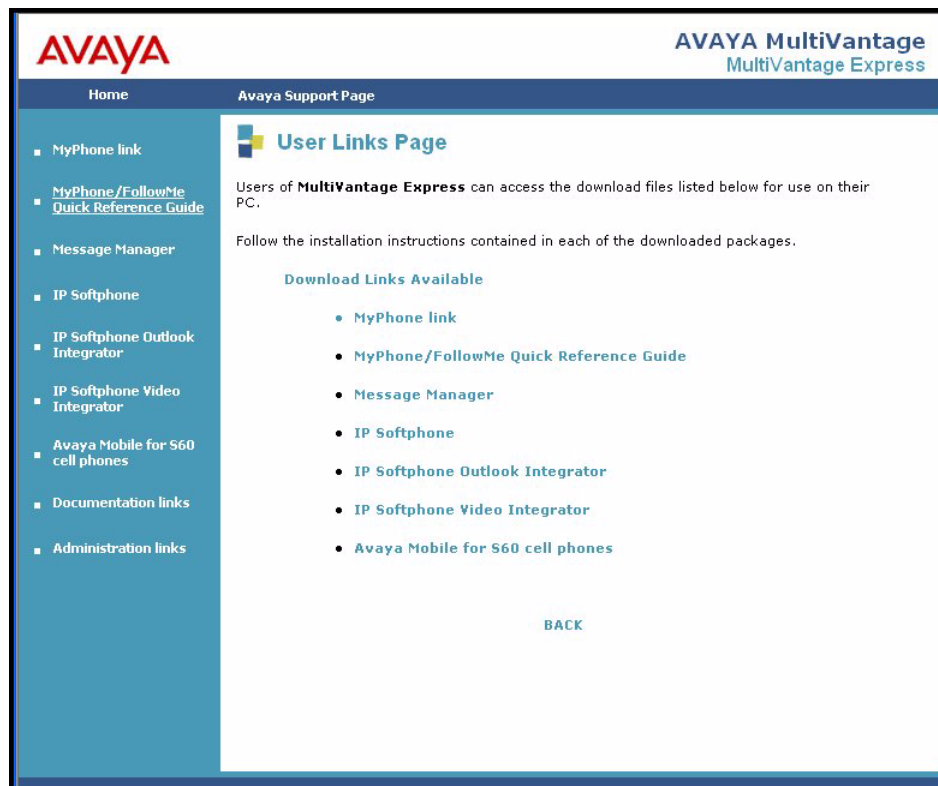 AVAYA
AVAYA MultiVantage
MultiVantage Express
Home
Avaya Support Page
MyPhone link
MyPhone/FollowMe
Quick Reference Guide
Message Manager
IP Softphone
IP Softphone Outlook
Integrator
IP Softphone Video
Integrator
Avaya Mobile for S60
cell phones
Documentation links
Administration links
User Links Page
Users of MultiVantage Express can access the download files listed below for use on their
PC.
Follow the installation instructions contained in each of the downloaded packages.
Download Links Available
MyPhone link
MyPhone/FollowMe Quick Reference Guide
Message Manager
IP Softphone
IP Softphone Outlook Integrator
IP Softphone Video Integrator
Avaya Mobile for S60 cell phones
BACK